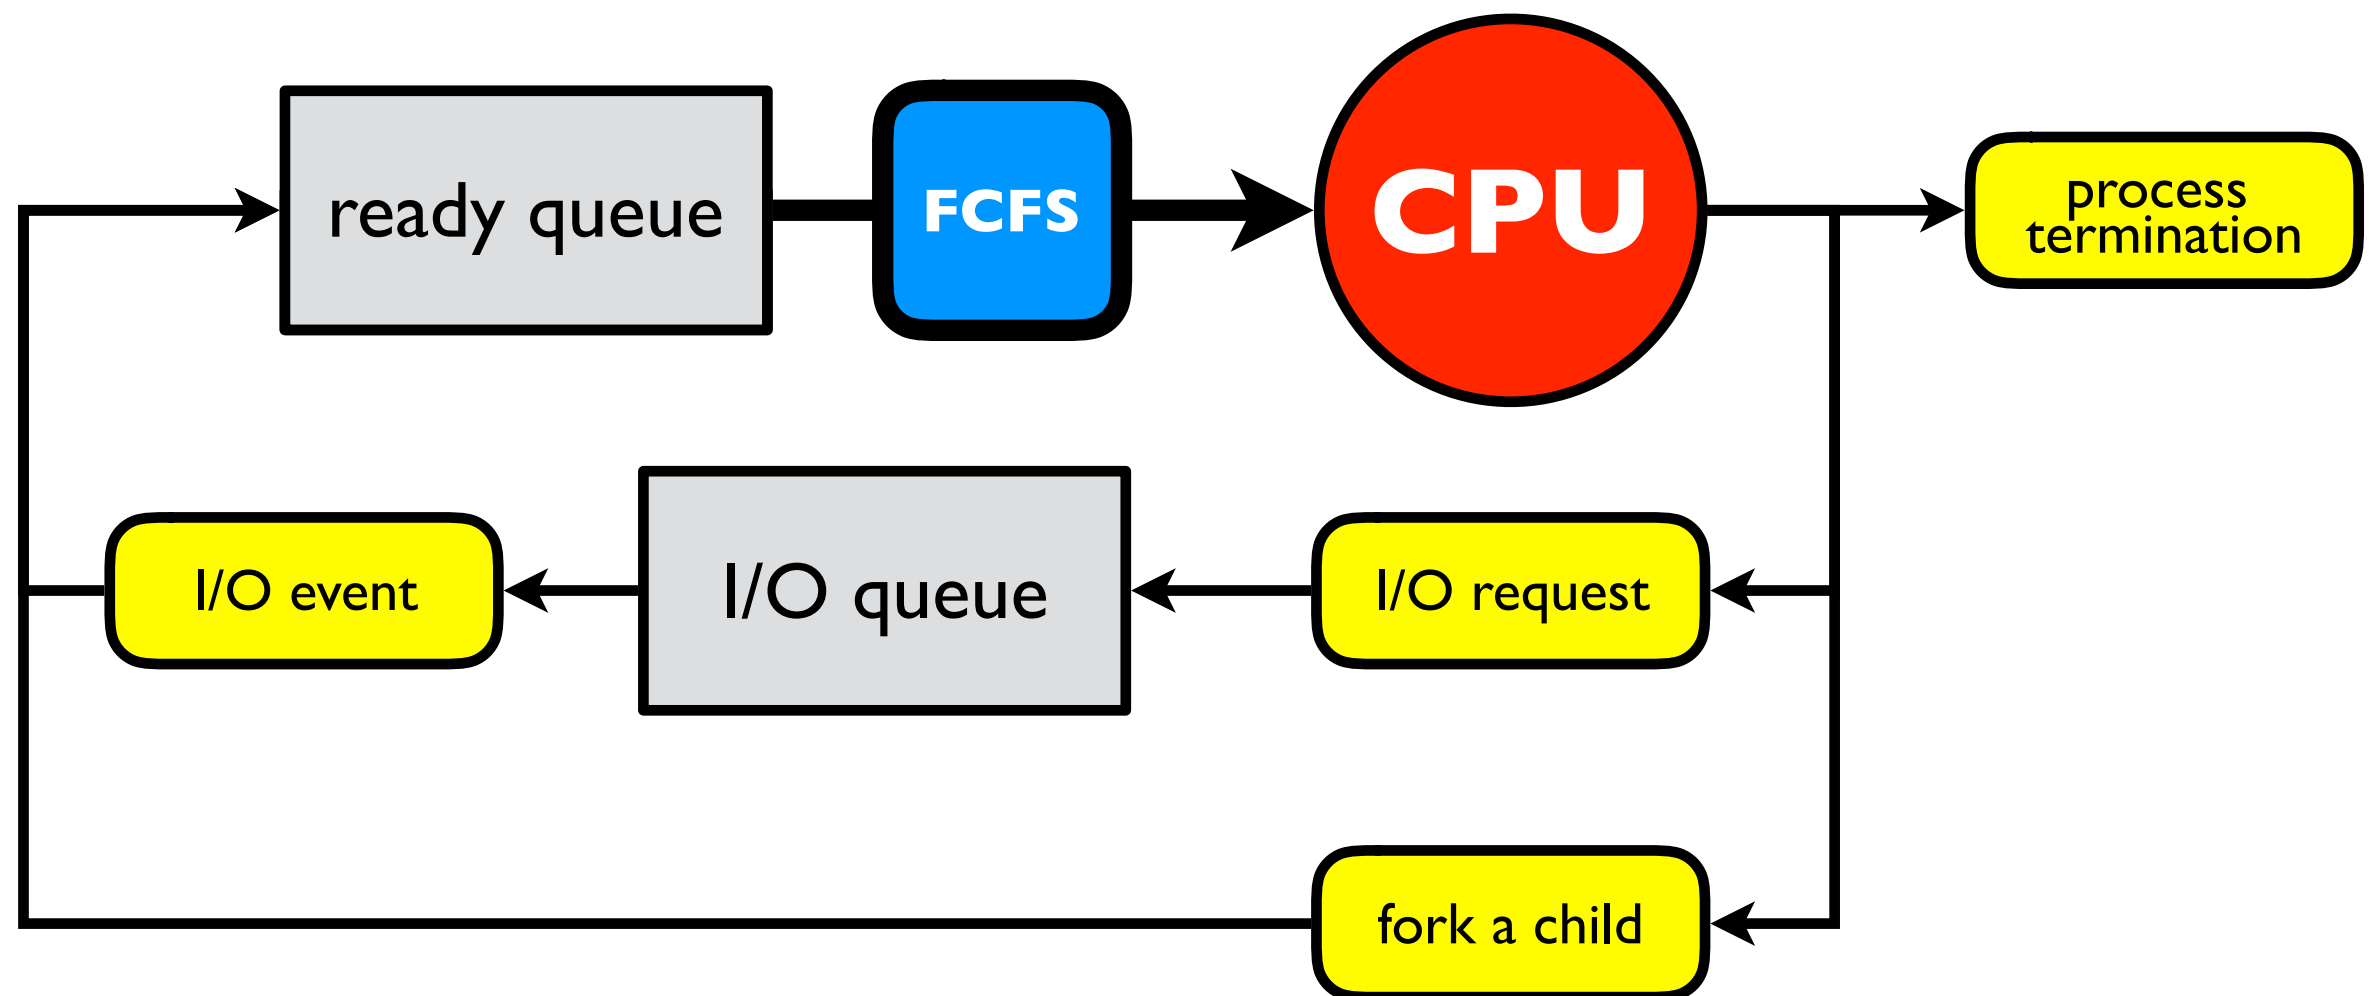 ready queue
FCFS
CPU
process
termination
I/O event
I/O queue
I/O request
fork a child